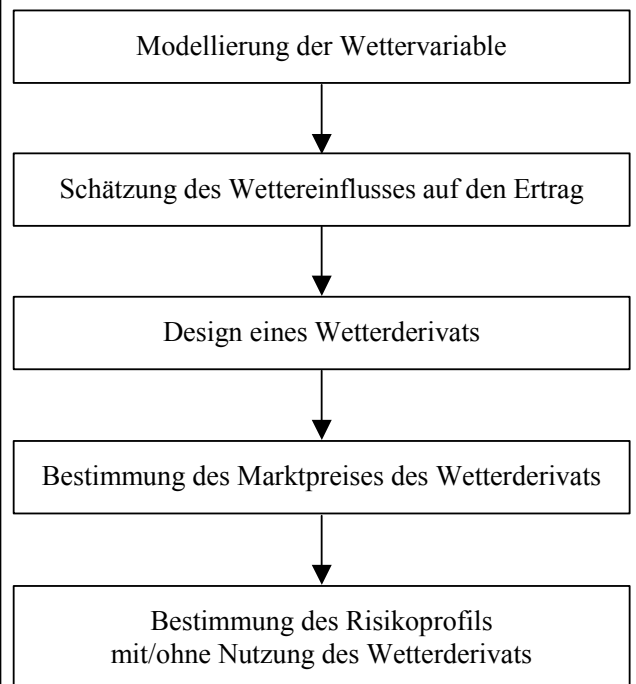 Modellierung der Wettervariable
Schätzung des Wettereinflusses auf den Ertrag
Design eines Wetterderivats
Bestimmung des Marktpreises des Wetterderivats
Bestimmung des Risikoprofils
mit/ohne Nutzung des Wetterderivats